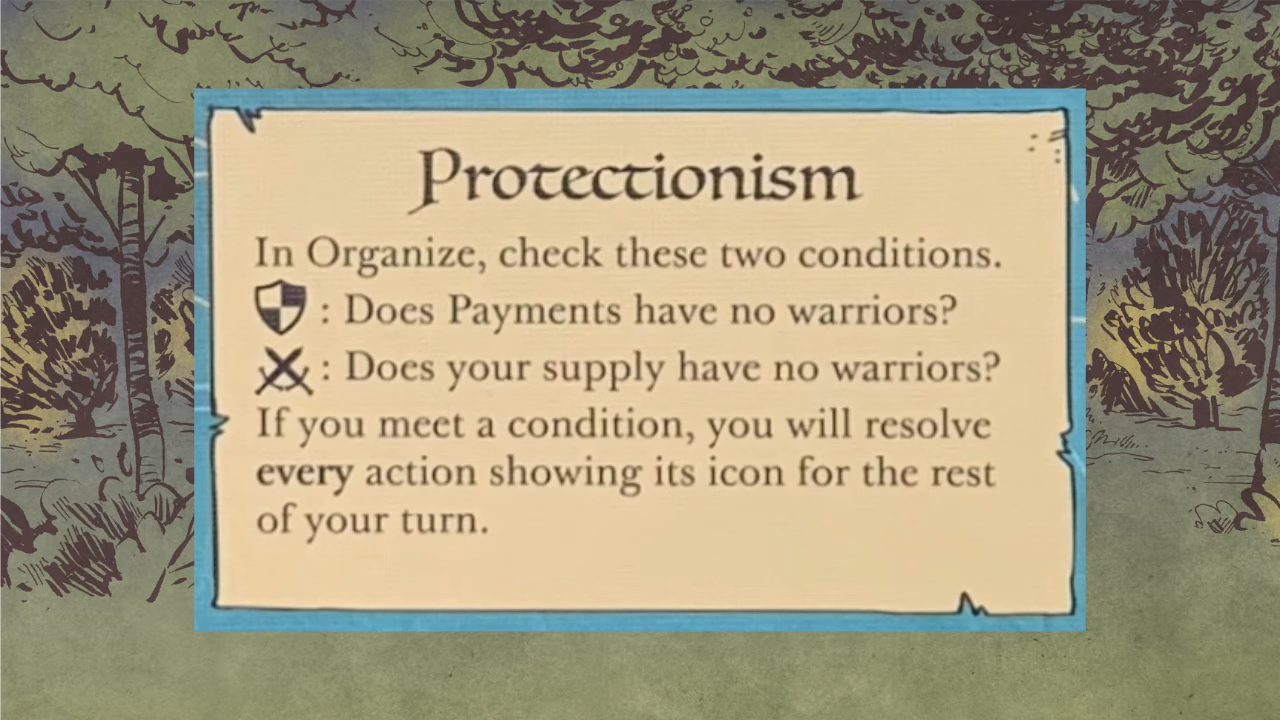 Protectionism
In Organize, check these two conditions.
: Does Payments have no warriors?
: Does your supply have no warriors?
If you meet a condition, you will resolve
every action showing its icon for the rest
of your turn.